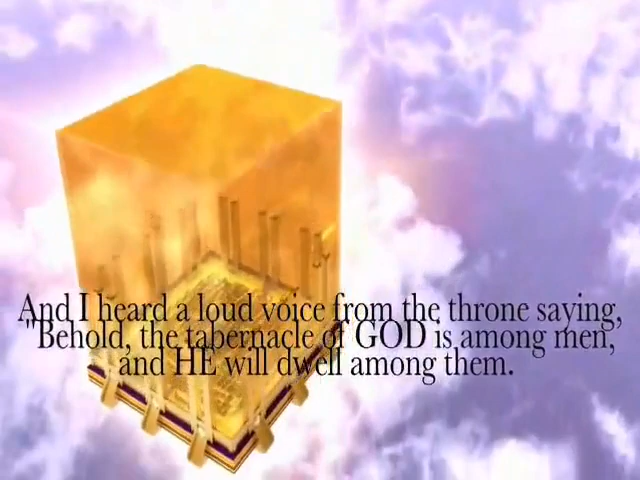 And I heard a loud voice from the throne saying,
"Behold, the tabernacle of GOD is among men,
and HE will dwell among them.